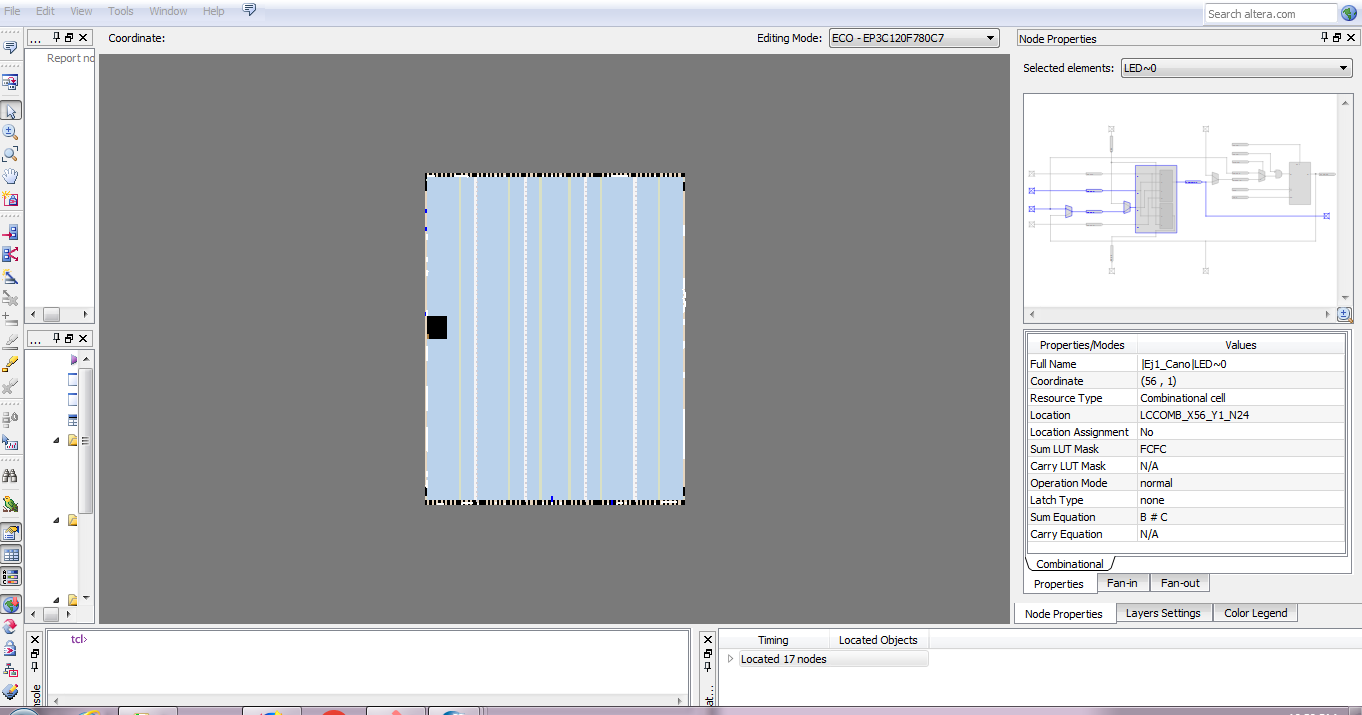 File Edit View Tools Window Help
Search altera.com
...
Coordinate:
Editing Mode: ECO - EP3C120F780C7
Node Properties
Report no
Selected elements: LED~0
...
Properties/Modes Values
Full Name |Ej1_Cano|LED~0
Coordinate (56 , 1)
Resource Type Combinational cell
Location LCCOMB_X56_Y1_N24
Location Assignment No
Sum LUT Mask FCFC
Carry LUT Mask N/A
Operation Mode normal
Latch Type none
Sum Equation B # C
Carry Equation N/A
Combinational
Properties Fan-in Fan-out
Node Properties Layers Settings Color Legend
tcl>
nsole
Timing Located Objects
Located 17 nodes
at...